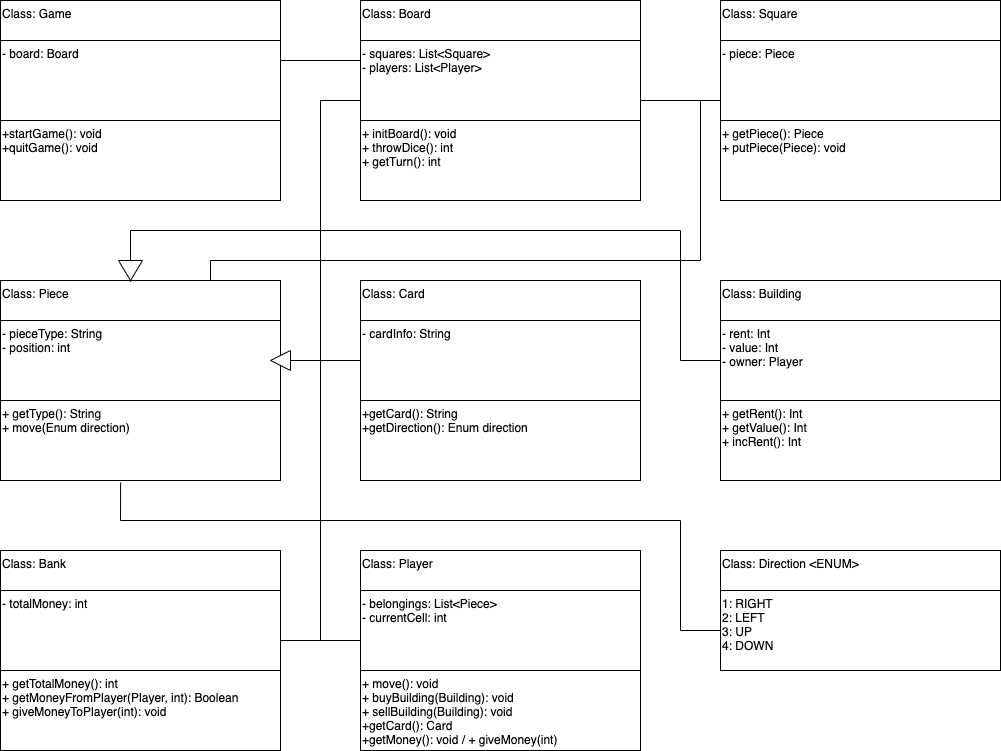 Class: Game
- board: Board
+startGame(): void
+quitGame(): void
Class: Board
- squares: List<Square>
- players: List<Player>
+ initBoard(): void
+ throwDice(): int
+ getTurn(): int
Class: Square
- piece: Piece
+ getPiece(): Piece
+ putPiece(Piece): void
Class: Piece
- pieceType: String
- position: int
+ getType(): String
+ move(Enum direction)
Class: Card
- cardInfo: String
+getCard(): String
+getDirection(): Enum direction
Class: Building
- rent: Int
- value: Int
- owner: Player
+ getRent(): Int
+ getValue(): Int
+ incRent(): Int
Class: Bank
- totalMoney: int
+ getTotalMoney(): int
+ getMoneyFromPlayer(Player, int): Boolean
+ giveMoneyToPlayer(int): void
Class: Player
- belongings: List<Piece>
- currentCell: int
+ move(): void
+ buyBuilding(Building): void
+ sellBuilding(Building): void
+getCard(): Card
+getMoney(): void / + giveMoney(int)
Class: Direction <ENUM>
1: RIGHT
2: LEFT
3: UP
4: DOWN